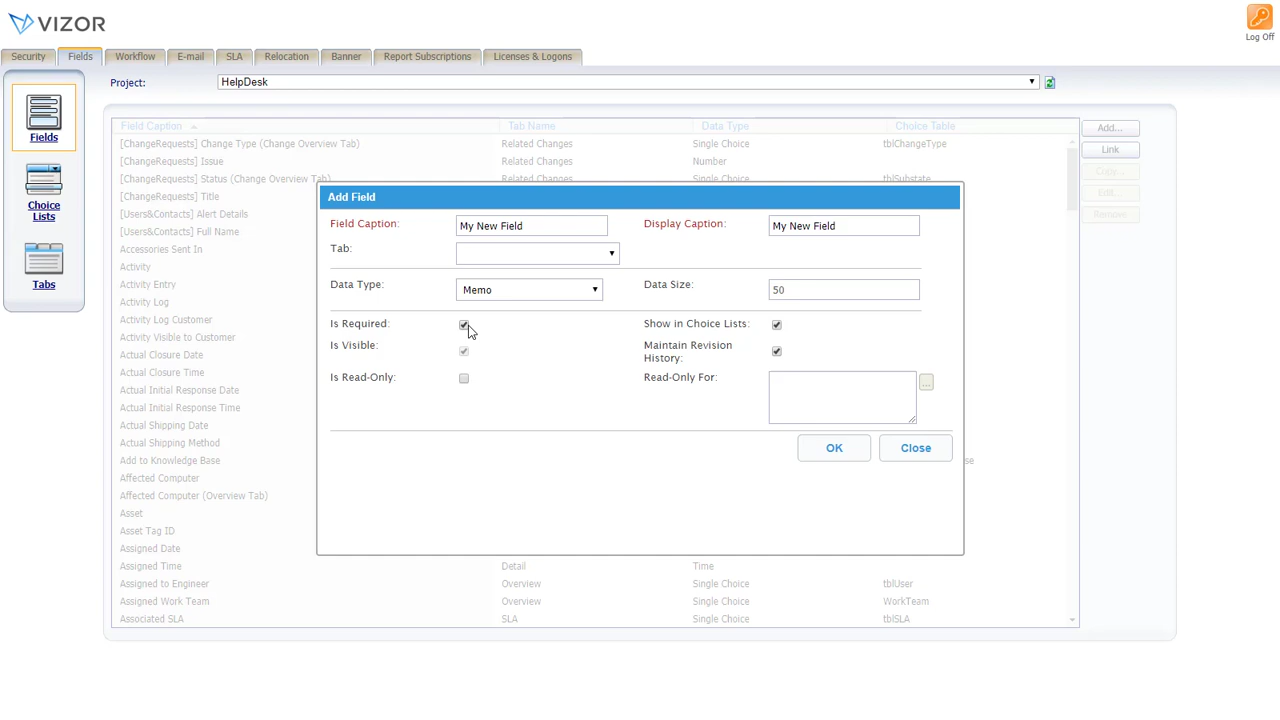 VIZOR
Log Off
Security Fields Workflow E-mail SLA Relocation Banner Report Subscriptions Licenses & Logons
Project: HelpDesk
Fields
Choice
Lists
Tabs
Field Caption Tab Name Data Type Choice Table
[ChangeRequests] Change Type (Change Overview Tab) Related Changes Single Choice tblChangeType
[ChangeRequests] Issue Related Changes Number
[ChangeRequests] Status (Change Overview Tab) Related Changes Single Choice tblSubstate
[ChangeRequests] Title
[Users&Contacts] Alert Details
[Users&Contacts] Full Name
Accessories Sent In
Activity
Activity Entry
Activity Log
Activity Log Customer
Activity Visible to Customer
Actual Closure Date
Actual Closure Time
Actual Initial Response Date
Actual Initial Response Time
Actual Shipping Date
Actual Shipping Method
Add to Knowledge Base se
Affected Computer
Affected Computer (Overview Tab)
Asset
Asset Tag ID
Assigned Date
Assigned Time Detail Time
Assigned to Engineer Overview Single Choice tblUser
Assigned Work Team Overview Single Choice WorkTeam
Associated SLA SLA Single Choice tblSLA
Add...
Link
Copy...
Edit...
Remove
Add Field
Field Caption: My New Field Display Caption: My New Field
Tab:
Data Type: Memo Data Size: 50
Is Required: Show in Choice Lists:
Is Visible: Maintain Revision
History:
Is Read-Only: Read-Only For: ...
OK Close